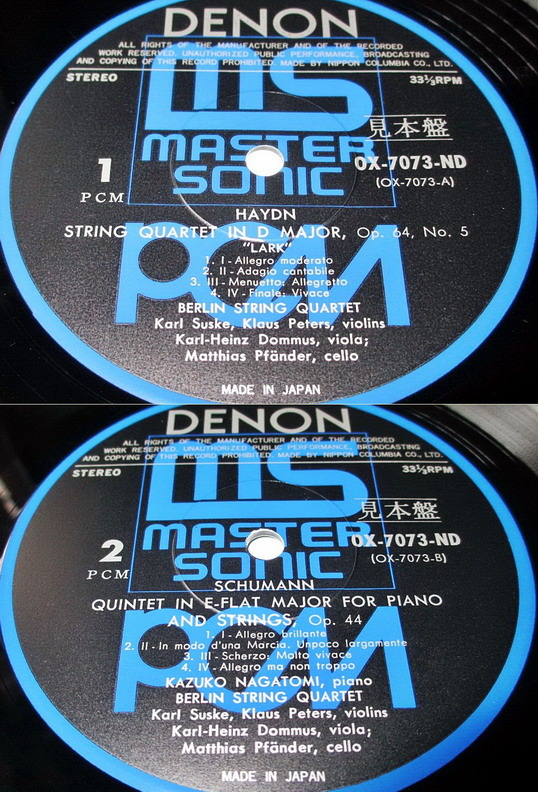 DENON
ALL RIGHTS OF THE MANUFACTURER AND OF THE RECORDED
WORK RESERVED. UNAUTHORIZED PUBLIC PERFORMANCE, BROADCASTING
AND COPYING OF THIS RECORD PROHIBITED. MADE BY NIPPON COLUMBIA CO., LTD.
STEREO
33⅓RPM
MS
見本盤
MASTER
SONIC
OX-7073-ND
(OX-7073-A)
1
PCM
PCM
HAYDN
STRING QUARTET IN D MAJOR, Op. 64, No. 5
"LARK"
1. I - Allegro moderato
2. II - Adagio cantabile
3. III - Menuetto: Allegretto
4. IV - Finale: Vivace
BERLIN STRING QUARTET
Karl Suske, Klaus Peters, violins
Karl-Heinz Dommus, viola;
Matthias Pfänder, cello
MADE IN JAPAN
DENON
ALL RIGHTS OF THE MANUFACTURER AND OF THE RECORDED
WORK RESERVED. UNAUTHORIZED PUBLIC PERFORMANCE, BROADCASTING
AND COPYING OF THIS RECORD PROHIBITED. MADE BY NIPPON COLUMBIA CO., LTD.
STEREO
33⅓RPM
MS
見本盤
MASTER
SONIC
OX-7073-ND
(OX-7073-B)
2
PCM
PCM
SCHUMANN
QUINTET IN E-FLAT MAJOR FOR PIANO
AND STRINGS, Op. 44
1. I - Allegro brillante
2. II - In modo d'una Marcia. Unpoco largamente
3. III - Scherzo: Molto vivace
4. IV - Allegro ma non troppo
KAZUKO NAGATOMI, piano
BERLIN STRING QUARTET
Karl Suske, Klaus Peters, violins
Karl-Heinz Dommus, viola;
Matthias Pfänder, cello
MADE IN JAPAN